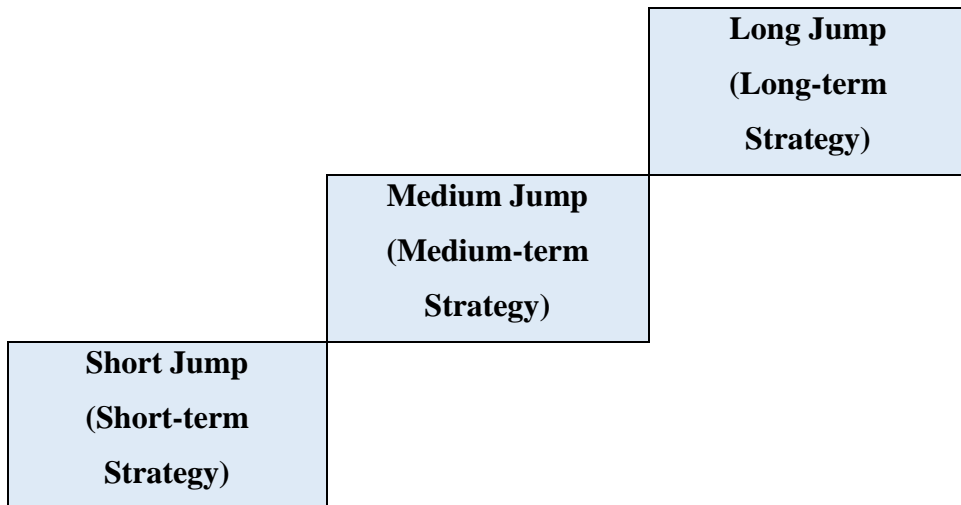 Long Jump
(Long-term
Strategy)
Medium Jump
(Medium-term
Strategy)
Short Jump
(Short-term
Strategy)